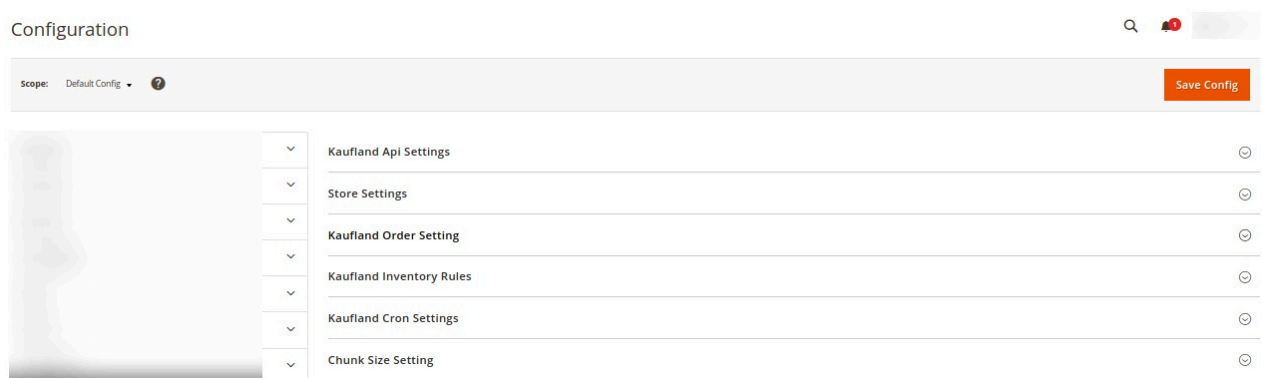 Configuration
1
Scope: Default Config ?
Save Config
Kaufland Api Settings
Store Settings
Kaufland Order Setting
Kaufland Inventory Rules
Kaufland Cron Settings
Chunk Size Setting